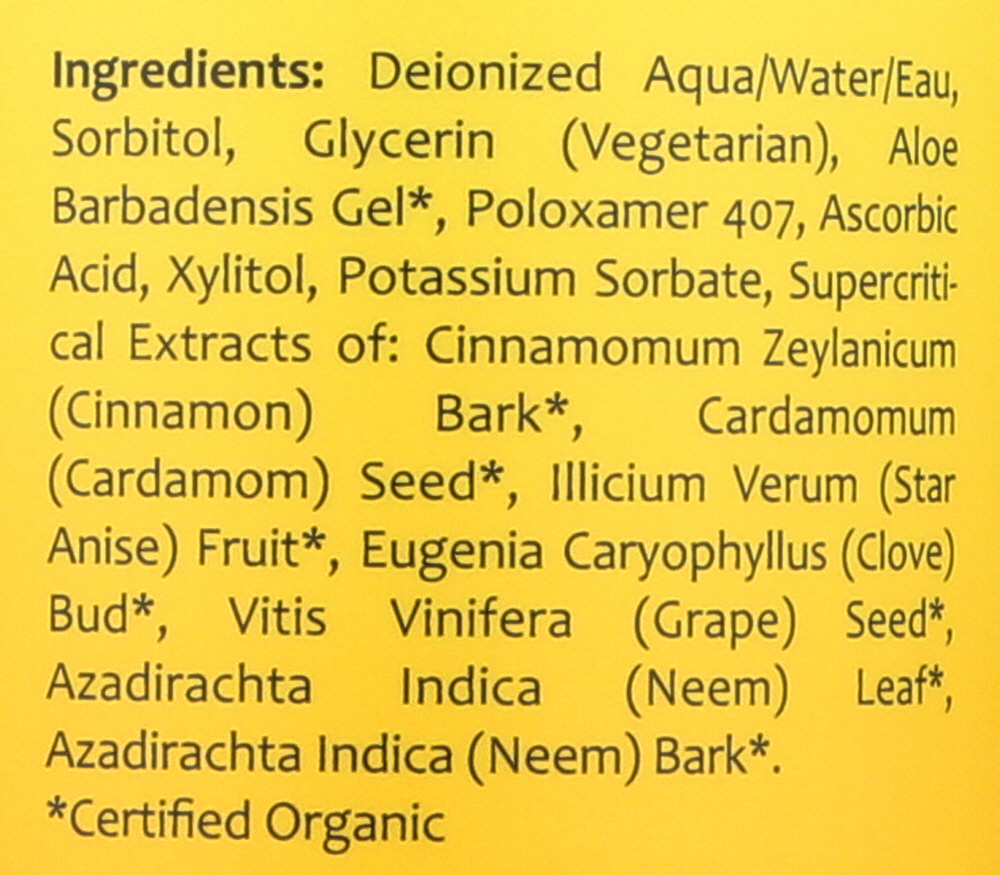 Ingredients: Deionized Aqua/Water/Eau,
Sorbitol, Glycerin (Vegetarian), Aloe
Barbadensis Gel*, Poloxamer 407, Ascorbic
Acid, Xylitol, Potassium Sorbate, Supercriti-
cal Extracts of: Cinnamomum Zeylanicum
(Cinnamon) Bark*, Cardamomum
(Cardamom) Seed*, Illicium Verum (Star
Anise) Fruit*, Eugenia Caryophyllus (Clove)
Bud*, Vitis Vinifera (Grape) Seed*,
Azadirachta Indica (Neem) Leaf*,
Azadirachta Indica (Neem) Bark*.
*Certified Organic